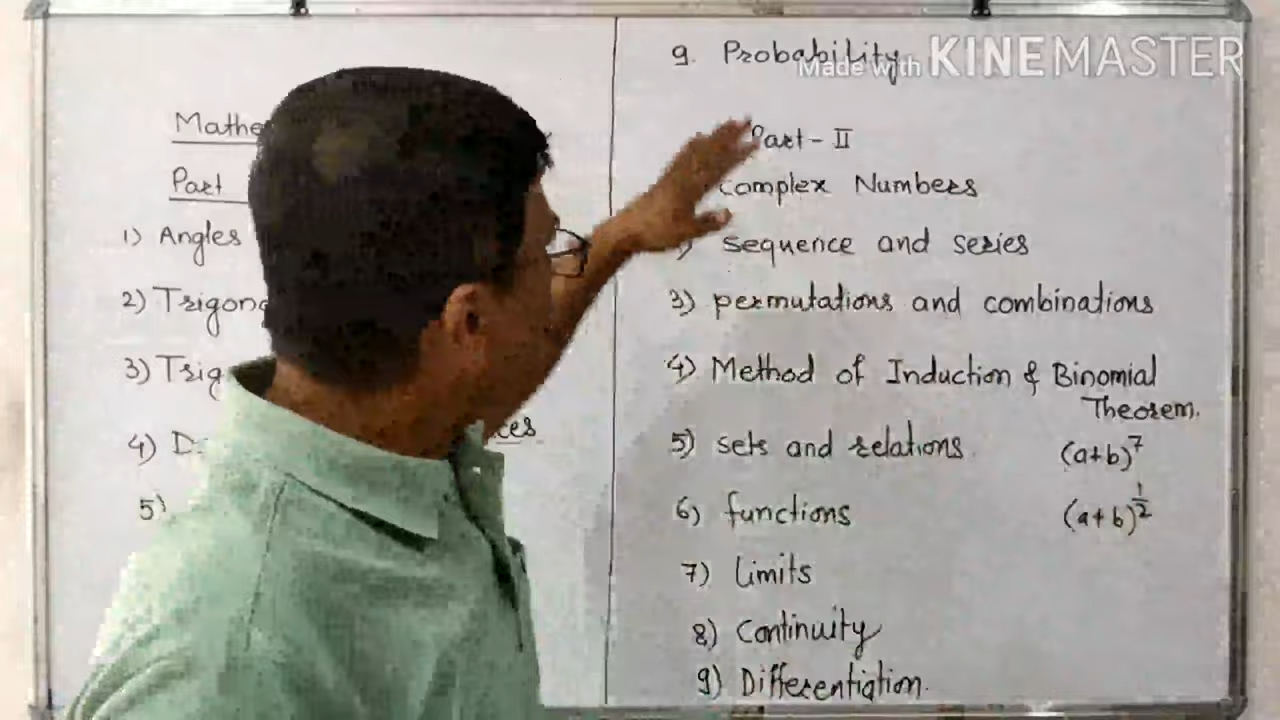 Mathe
Part
1) Angles
2) Trigono
3) Trig
4) D
ces
5)
9. Probability
Made with KINEMASTER
Part - II
Complex Numbers
) sequence and series
3) permutations and combinations
4) Method of Induction & Binomial
Theorem.
5) sets and relations (a+b)^7
6) functions (a+b)^1/2
7) Limits
8) Continuity
9) Differentiation.